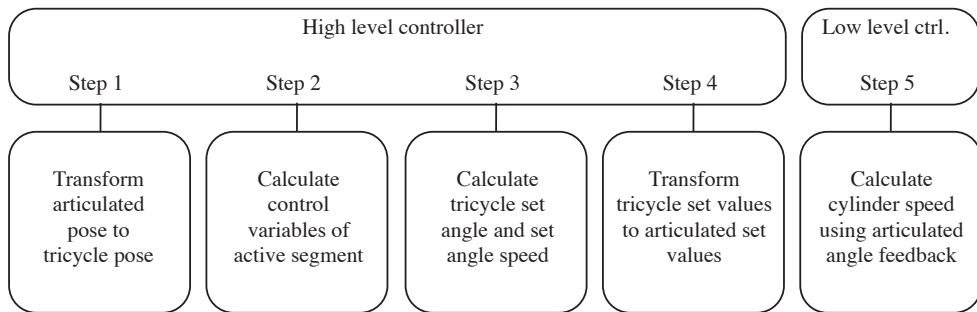 High level controller
Low level ctrl.
Step 1
Step 2
Step 3
Step 4
Step 5
Transform
articulated
pose to
tricycle pose
Calculate
control
variables of
active segment
Calculate
tricycle set
angle and set
angle speed
Transform
tricycle set values
to articulated set
values
Calculate
cylinder speed
using articulated
angle feedback